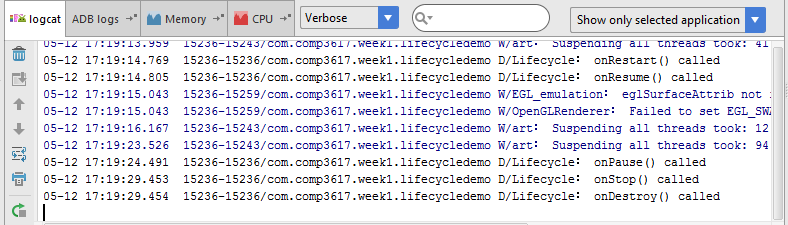 logcat ADB logs Memory CPU Verbose Show only selected application
05-12 17:19:13.959 15236-15243/com.comp3617.week1.lifecycledemo W/art: Suspending all threads took: 41
05-12 17:19:14.769 15236-15236/com.comp3617.week1.lifecycledemo D/Lifecycle: onRestart() called
05-12 17:19:14.805 15236-15236/com.comp3617.week1.lifecycledemo D/Lifecycle: onResume() called
05-12 17:19:15.043 15236-15259/com.comp3617.week1.lifecycledemo W/EGL_emulation: eglSurfaceAttrib not
05-12 17:19:15.043 15236-15259/com.comp3617.week1.lifecycledemo W/OpenGLRenderer: Failed to set EGL_SWA
05-12 17:19:16.167 15236-15243/com.comp3617.week1.lifecycledemo W/art: Suspending all threads took: 12
05-12 17:19:23.526 15236-15243/com.comp3617.week1.lifecycledemo W/art: Suspending all threads took: 94
05-12 17:19:24.491 15236-15236/com.comp3617.week1.lifecycledemo D/Lifecycle: onPause() called
05-12 17:19:29.453 15236-15236/com.comp3617.week1.lifecycledemo D/Lifecycle: onStop() called
05-12 17:19:29.454 15236-15236/com.comp3617.week1.lifecycledemo D/Lifecycle: onDestroy() called